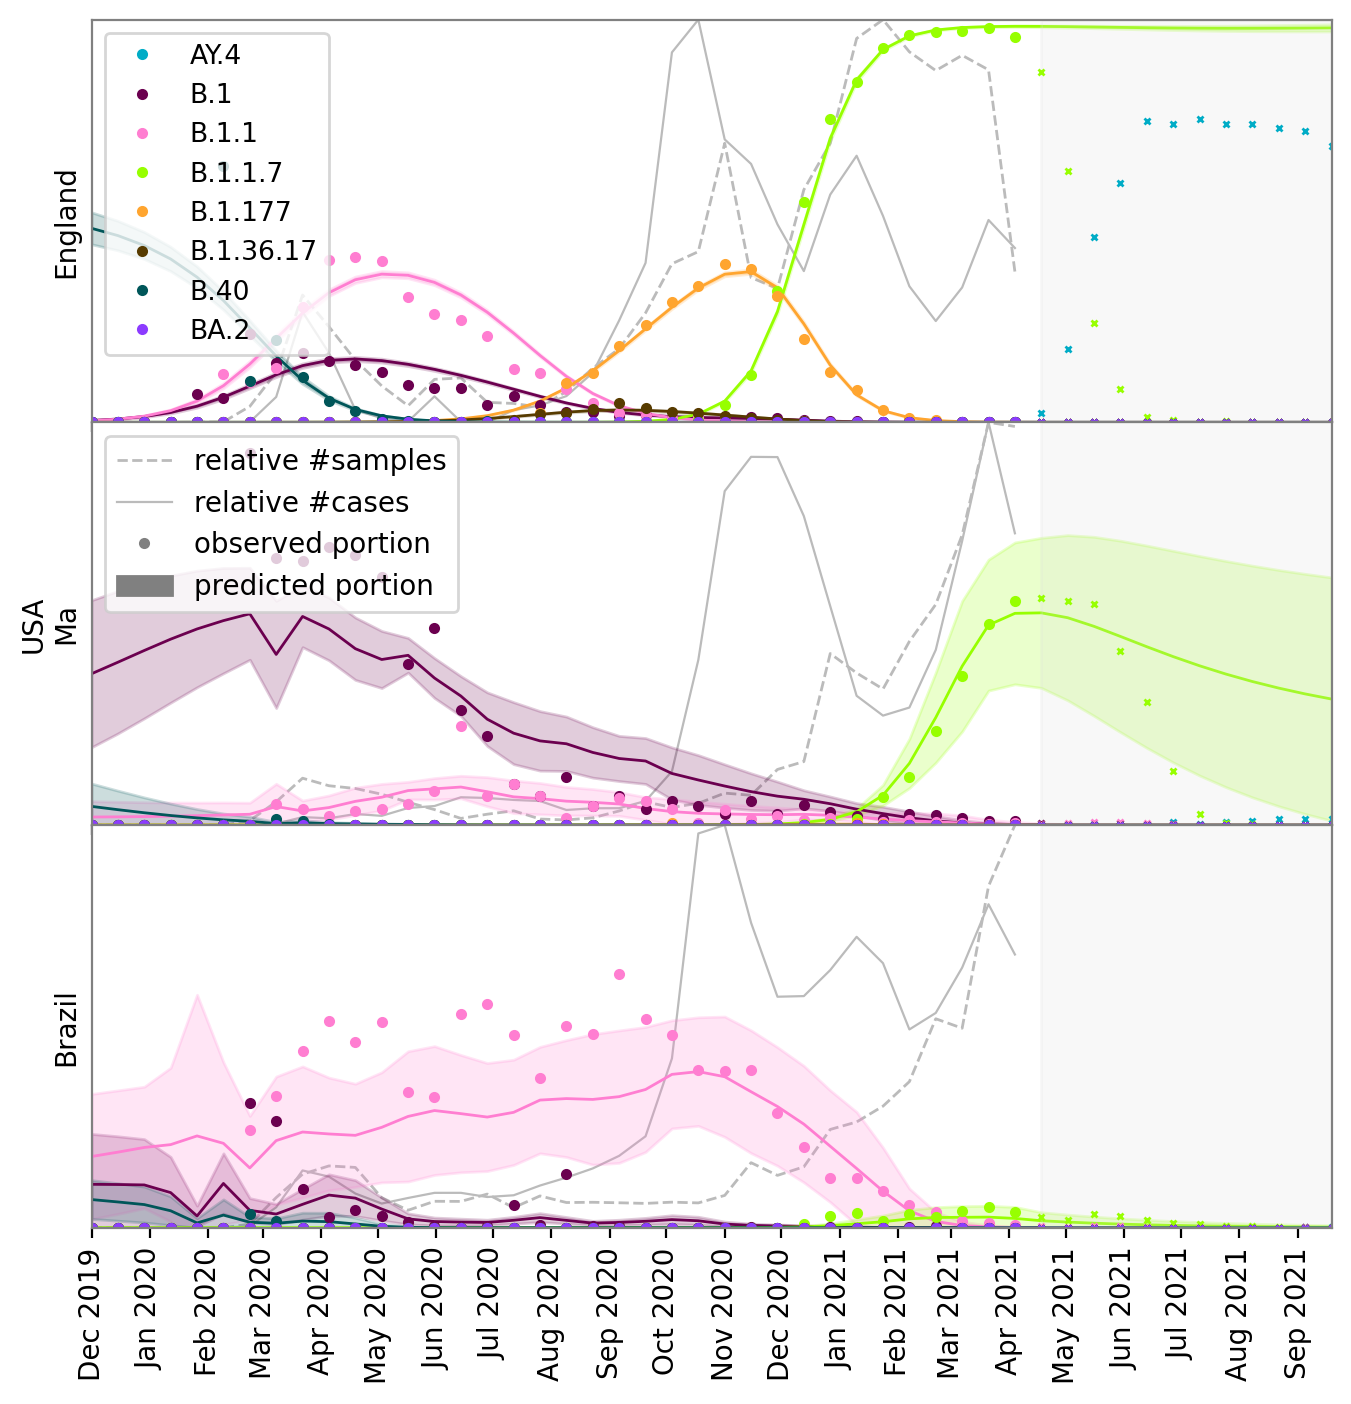 England
AY.4
B.1
B.1.1
B.1.1.7
B.1.177
B.1.36.17
B.40
BA.2
USA
Ma
relative #samples
relative #cases
observed portion
predicted portion
Brazil
Dec 2019
Jan 2020
Feb 2020
Mar 2020
Apr 2020
May 2020
Jun 2020
Jul 2020
Aug 2020
Sep 2020
Oct 2020
Nov 2020
Dec 2020
Jan 2021
Feb 2021
Mar 2021
Apr 2021
May 2021
Jun 2021
Jul 2021
Aug 2021
Sep 2021